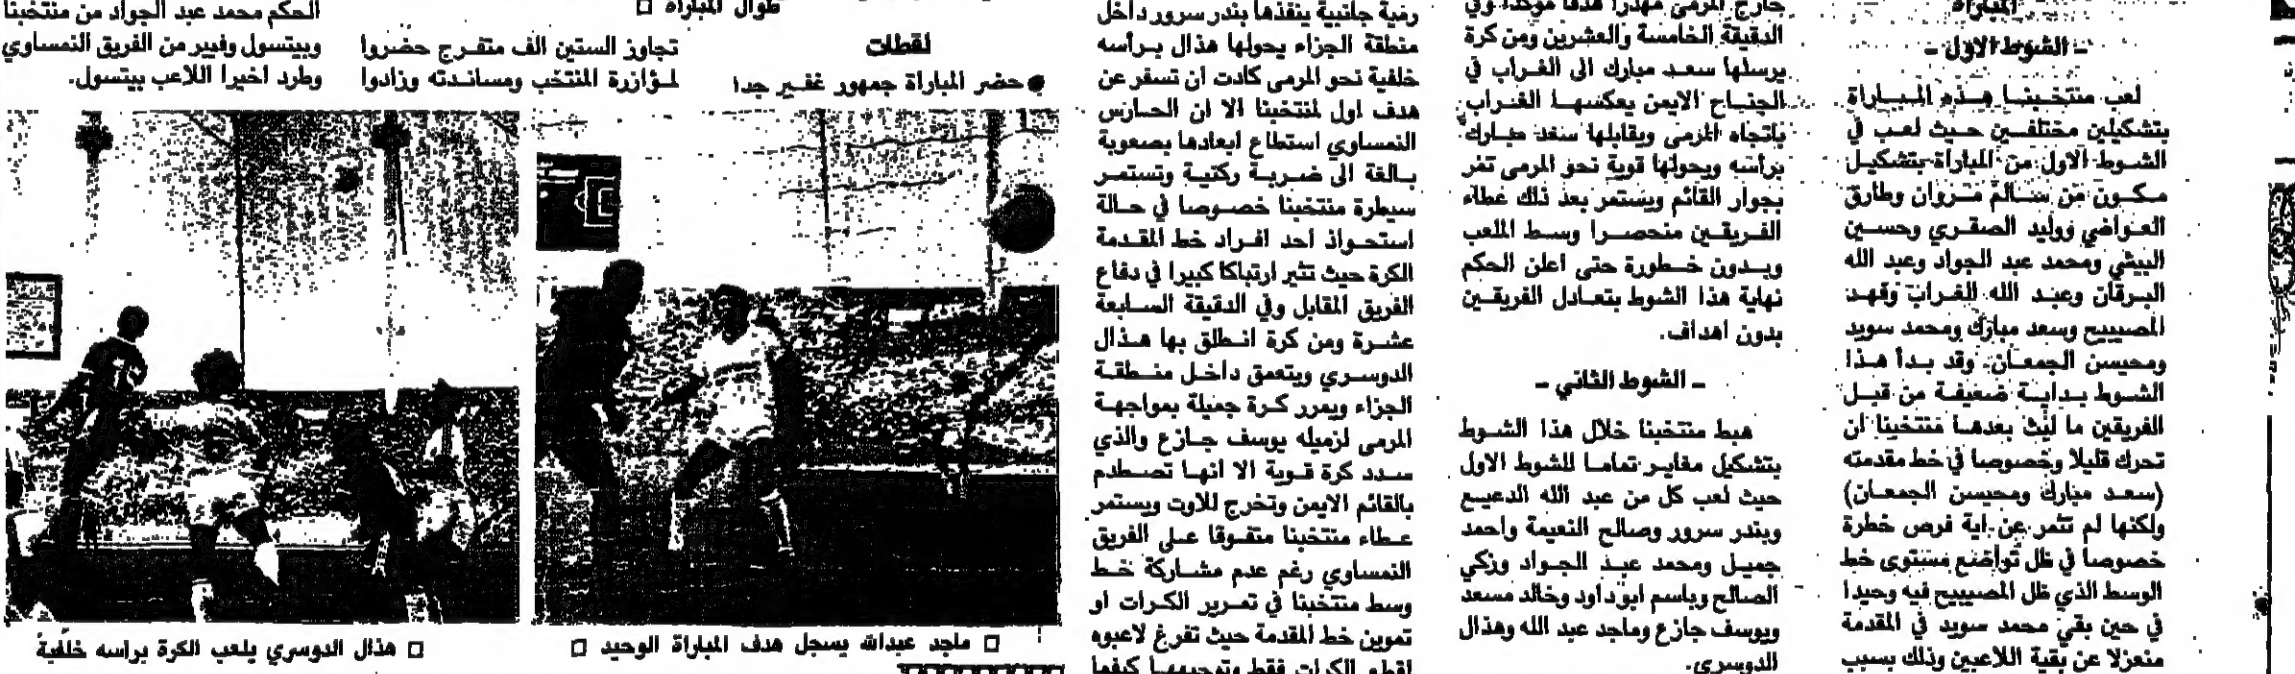 المباراة
ـ الشوط الاول ـ
لعب منتخبنا هذه المباراة
بتشكيلين مختلفين حيث لعب في
الشوط الاول من المباراة بتشكيل
مكون من سالم مروان وطارق
العواضي ووليد الصقري وحسين
البيشي ومحمد عبد الجواد وعبد الله
البرقان وعبد الله الغراب وفهد
المصيبيح وسعد مبارك ومحمد سويد
ومحيسن الجمعان. وقد بدأ هذا
الشوط بداية ضعيفة من قبل
الفريقين ما لبث بعدها منتخبنا ان
تحرك قليلا وخصوصا في خط مقدمته
(سعد مبارك ومحيسن الجمعان)
ولكنها لم تثمر عن اية فرص خطرة
خصوصا في ظل تواضع مستوى خط
الوسط الذي ظل المصيبيح فيه وحيدا
في حين بقي محمد سويد في المقدمة
منعزلا عن بقية اللاعبين وذلك بسبب
خارج المرمى مهدرا هدفا مؤكدا وفي
الدقيقة الخامسة والعشرين ومن كرة
يرسلها سعد مبارك الى الغراب في
الجناح الايمن يعكسها الغراب
باتجاه المرمى ويقابلها سعد مبارك
برأسه ويحولها قوية نحو المرمى تمر
بجوار القائم ويستمر بعد ذلك عطاء
الفريقين منحصرا وسط الملعب
وبدون خطورة حتى اعلن الحكم
نهاية هذا الشوط بتعادل الفريقين
بدون اهداف.
ـ الشوط الثاني ـ
هبط منتخبنا خلال هذا الشوط
بتشكيل مغاير تماما للشوط الاول
حيث لعب كل من عبد الله الدعيع
وبندر سرور وصالح النعيمة واحمد
جميل ومحمد عبد الجواد وزكي
الصالح وباسم ابوداود وخالد مسعد
ويوسف جازع وماجد عبد الله وهذال
الدوسري.
رمية جانبية ينفذها بندر سرور داخل
منطقة الجزاء يحولها هذال برأسه
خلفية نحو المرمى كادت ان تسفر عن
هدف اول لمنتخبنا الا ان الحارس
النمساوي استطاع ابعادها بصعوبة
بالغة الى ضربة ركنية وتستمر
سيطرة منتخبنا خصوصا في حالة
استحواذ احد افراد خط المقدمة
الكرة حيث تثير ارتباكا كبيرا في دفاع
الفريق المقابل وفي الدقيقة السابعة
عشرة ومن كرة انطلق بها هذال
الدوسري ويتعمق داخل منطقة
الجزاء ويمرر كرة جميلة بمواجهة
المرمى لزميله يوسف جازع والذي
سدد كرة قوية الا انها تصطدم
بالقائم الايمن وتخرج للاوت ويستمر
عطاء منتخبنا متفوقا على الفريق
النمساوي رغم عدم مشاركة خط
وسط منتخبنا في تمرير الكرات او
تموين خط المقدمة حيث تفرغ لاعبوه
لقطع الكرات فقط وتوجيهها كيفما
طوال المباراة □
لقطات
● حضر المباراة جمهور غفير جدا
تجاوز الستين الف متفرج حضروا
لمؤازرة المنتخب ومساندته وزادوا
الحكم محمد عبد الجواد من منتخبنا
وبيتسول وفيبر من الفريق النمساوي
وطرد اخيرا اللاعب بيتسول.
□ ماجد عبدالله يسجل هدف المباراة الوحيد □
□ هذال الدوسري يلعب الكرة براسه خلفية